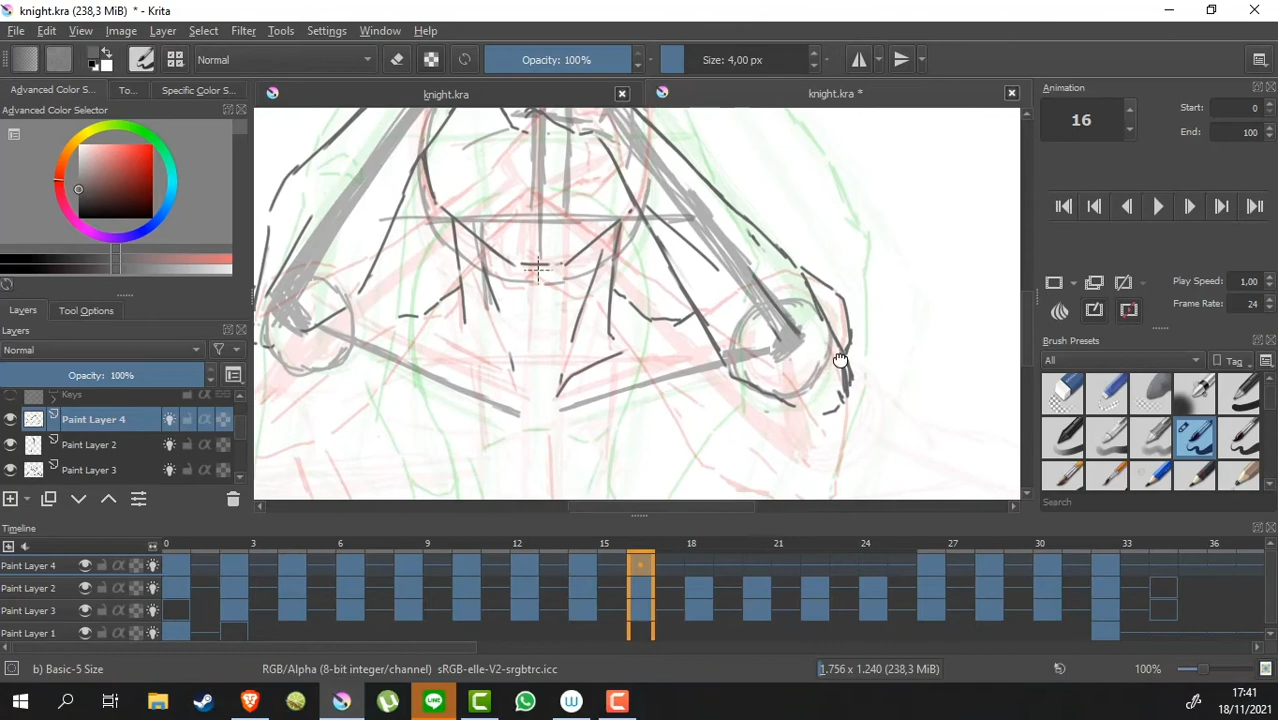 knight.kra (238,3 MiB) * - Krita
File Edit View Image Layer Select Filter Tools Settings Window Help
Normal Opacity: 100% Size: 4,00 px
Advanced Color S... To... Specific Color S...
knight.kra knight.kra *
Advanced Color Selector
Animation
16 Start: 0
End: 100
Play Speed: 1,00
Frame Rate: 24
Layers Tool Options
Layers
Normal
Opacity: 100%
Keys
Paint Layer 4
Paint Layer 2
Paint Layer 3
Brush Presets
All Tag
Search
Timeline
0 3 6 9 12 15 18 21 24 27 30 33 36
Paint Layer 4
Paint Layer 2
Paint Layer 3
Paint Layer 1
b) Basic-5 Size RGB/Alpha (8-bit integer/channel) sRGB-elle-V2-srgbtrc.icc 1.756 x 1.240 (238,3 MiB) 100%
LINE
W
17:41
18/11/2021